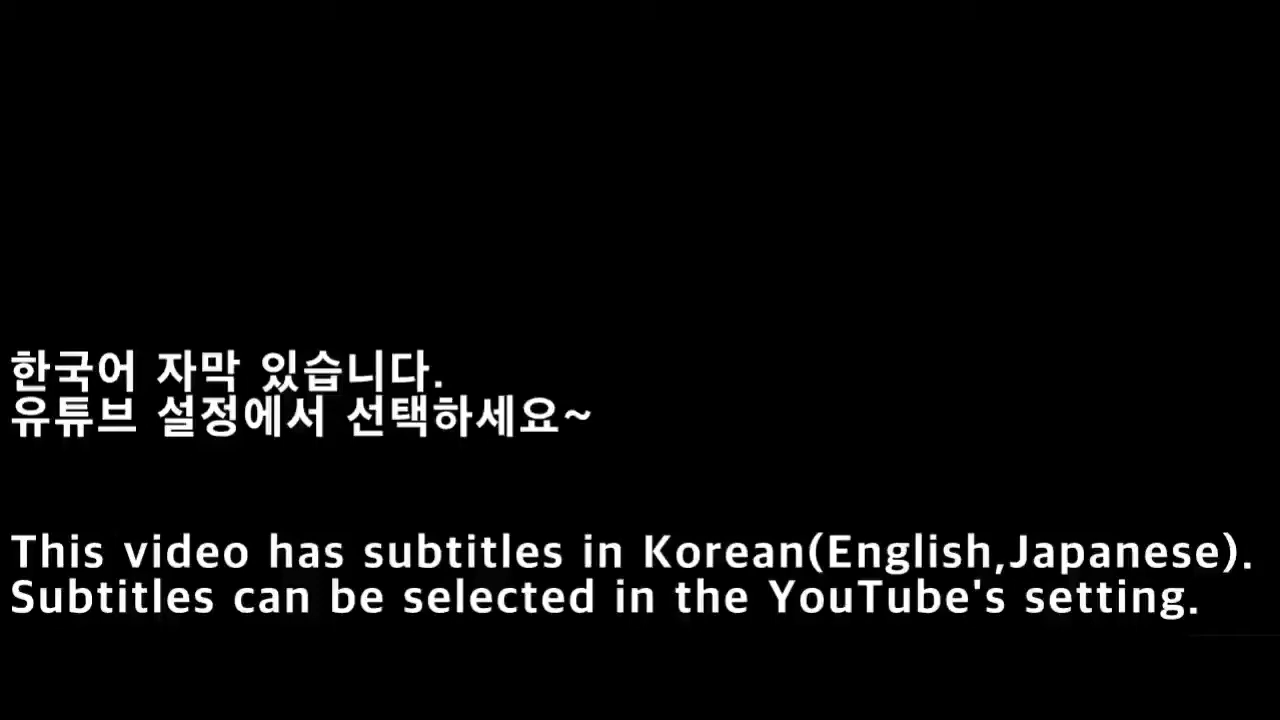 한국어 자막 있습니다.
유튜브 설정에서 선택하세요~
This video has subtitles in Korean(English,Japanese).
Subtitles can be selected in the YouTube's setting.